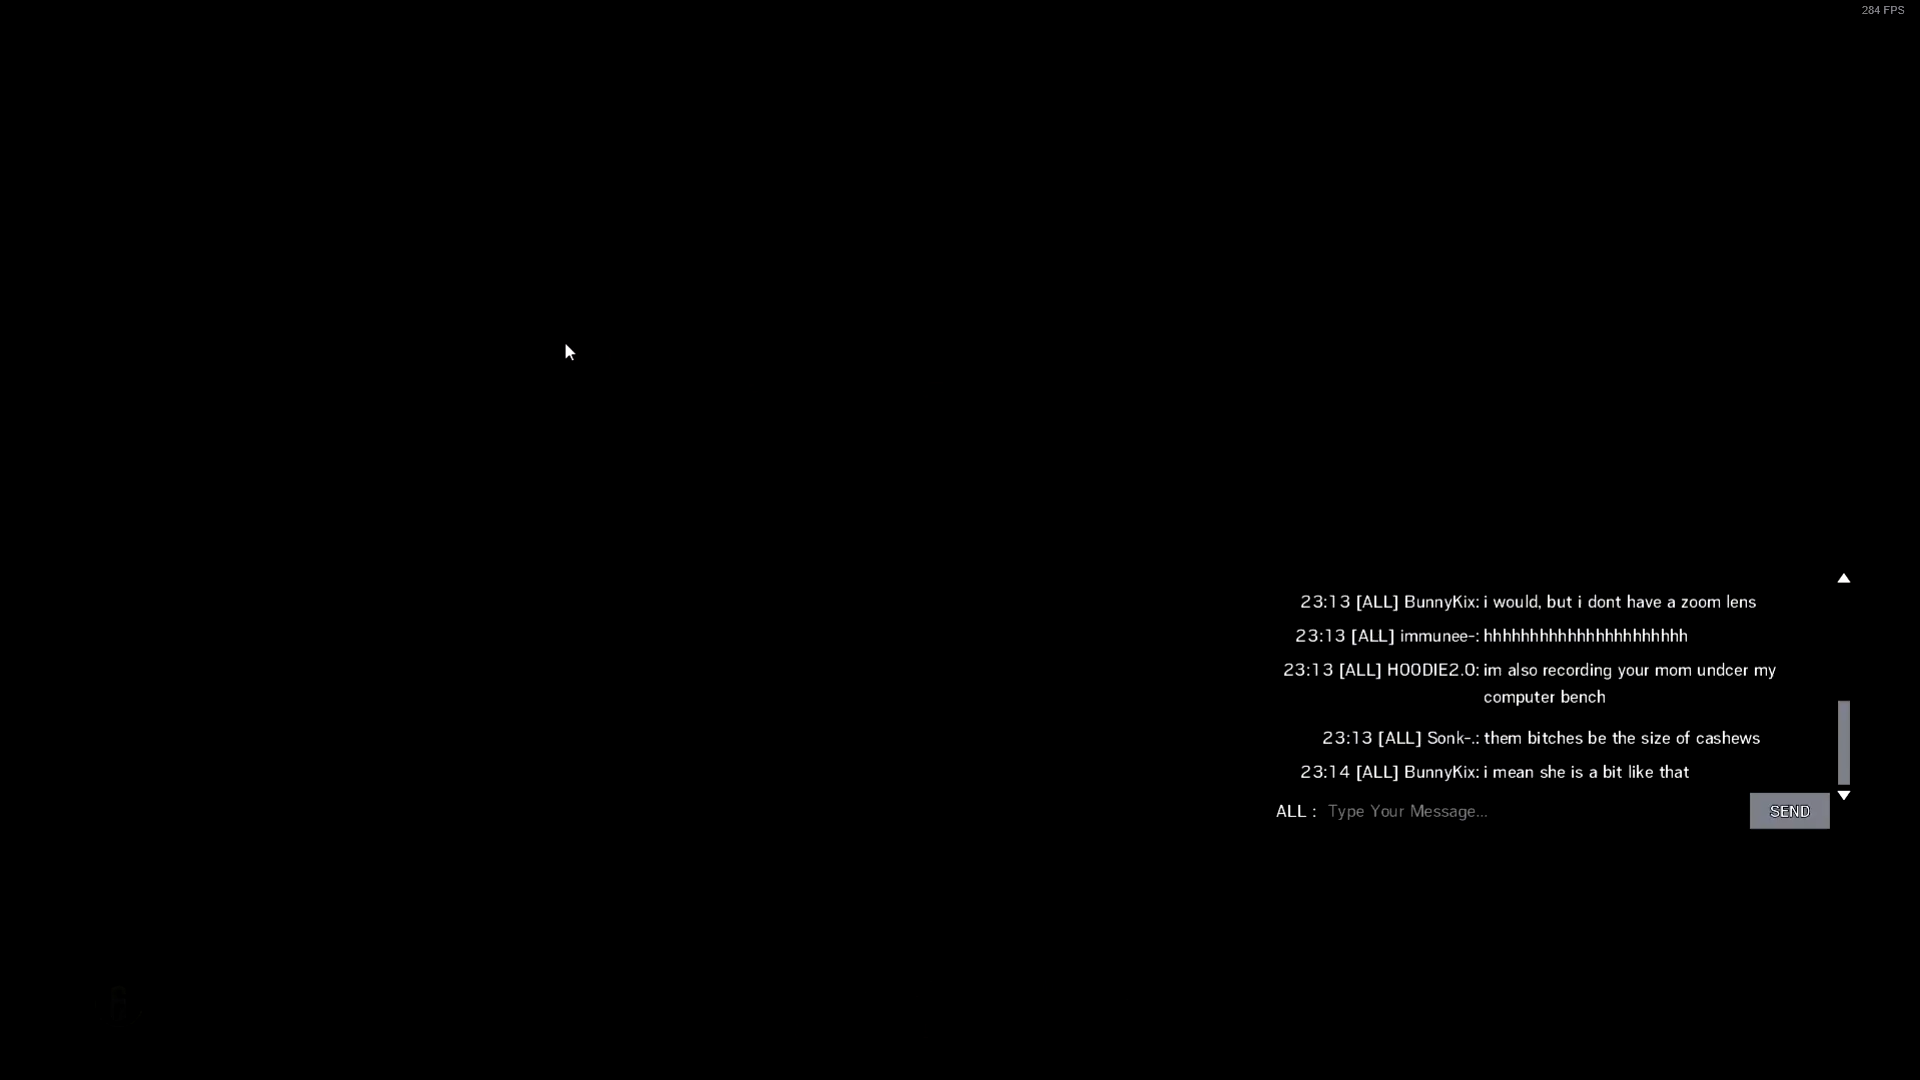 284 FPS
23:13 [ALL] BunnyKix: i would, but i dont have a zoom lens
23:13 [ALL] immunee-: hhhhhhhhhhhhhhhhhhhhhh
23:13 [ALL] HOODIE2.0: im also recording your mom undcer my
computer bench
23:13 [ALL] Sonk-.: them bitches be the size of cashews
23:14 [ALL] BunnyKix: i mean she is a bit like that
ALL : Type Your Message...
SEND